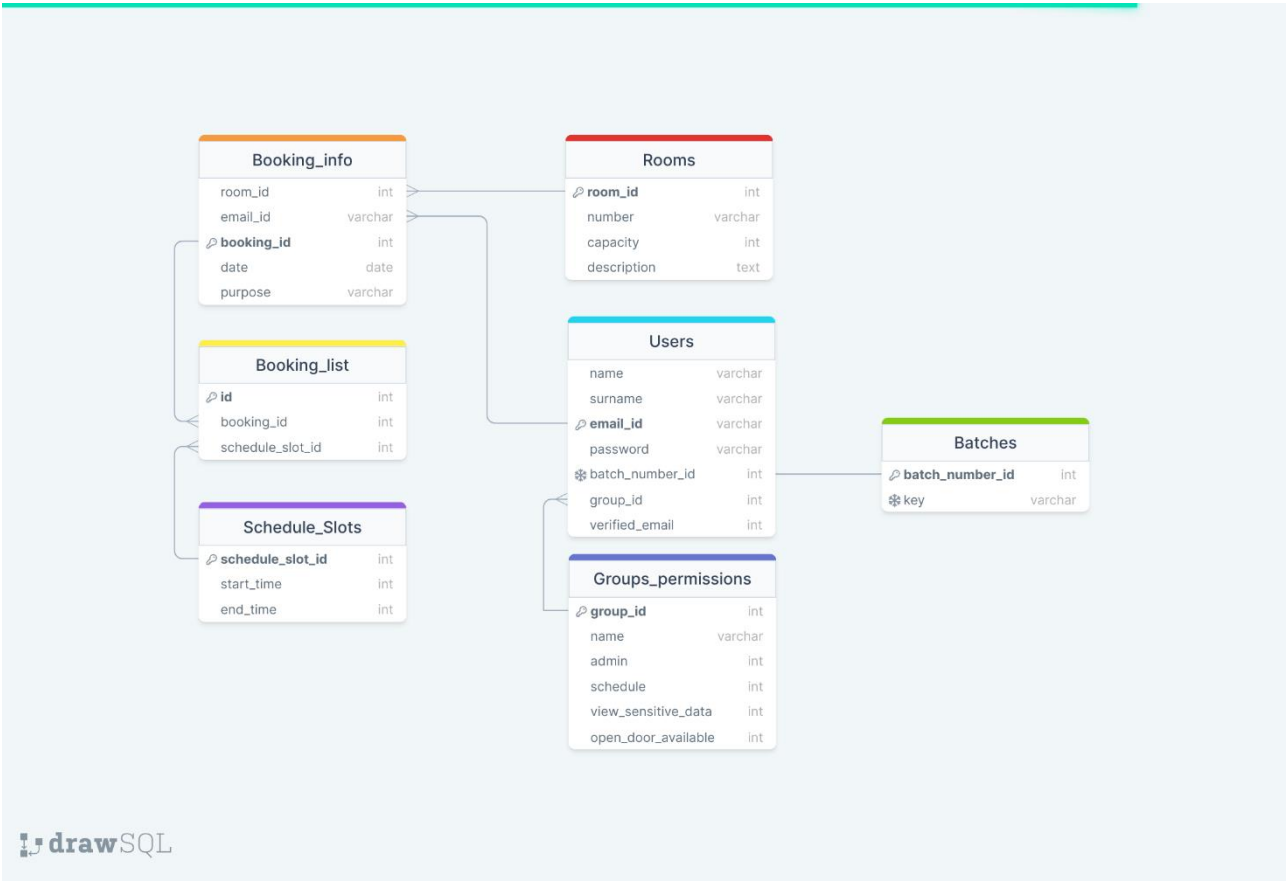 Booking_info
room_id int
email_id varchar
booking_id int
date date
purpose varchar
Rooms
room_id int
number varchar
capacity int
description text
Booking_list
id int
booking_id int
schedule_slot_id int
Users
name varchar
surname varchar
email_id varchar
password varchar
batch_number_id int
group_id int
verified_email int
Batches
batch_number_id int
key varchar
Schedule_Slots
schedule_slot_id int
start_time int
end_time int
Groups_permissions
group_id int
name varchar
admin int
schedule int
view_sensitive_data int
open_door_available int
drawSQL